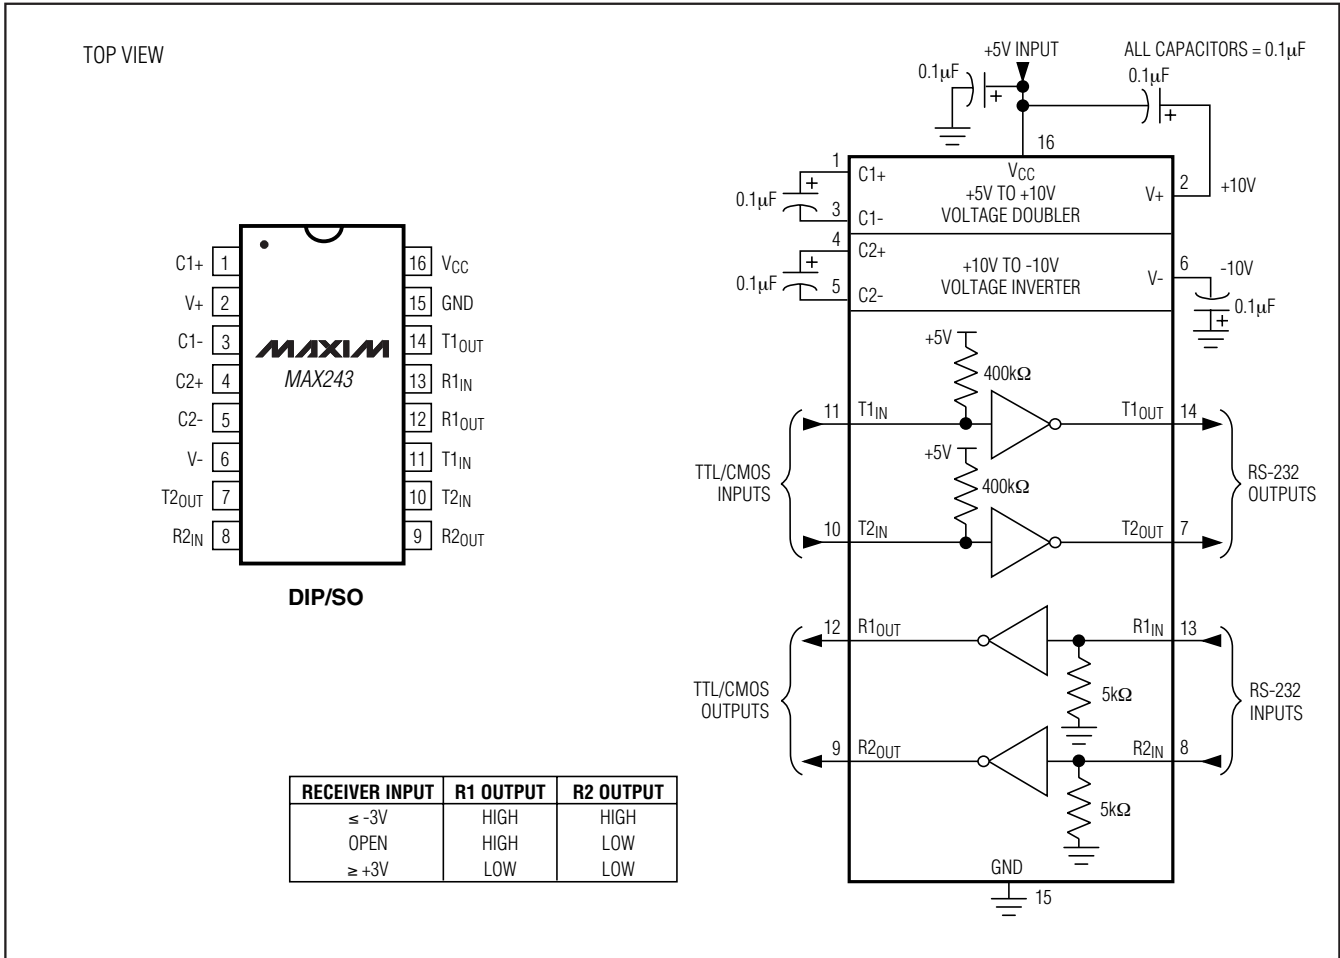 TOP VIEW
C1+ 1
V+ 2
C1- 3
C2+ 4
C2- 5
V- 6
T2OUT 7
R2IN 8
16 VCC
15 GND
14 T1OUT
13 R1IN
12 R1OUT
11 T1IN
10 T2IN
9 R2OUT
MAXIM
MAX243
DIP/SO
RECEIVER INPUT R1 OUTPUT R2 OUTPUT
≤ -3V HIGH HIGH
OPEN HIGH LOW
≥ +3V LOW LOW
+5V INPUT
ALL CAPACITORS = 0.1µF
0.1µF
+
0.1µF
+
16
VCC
1
C1+
+
0.1µF
3
C1-
+5V TO +10V
VOLTAGE DOUBLER
V+
2
+10V
4
C2+
+
0.1µF
5
C2-
+10V TO -10V
VOLTAGE INVERTER
V-
6
-10V
0.1µF
+
+5V
400kΩ
11 T1IN
T1OUT 14
+5V
400kΩ
TTL/CMOS
INPUTS
RS-232
OUTPUTS
10 T2IN
T2OUT 7
12 R1OUT
R1IN 13
5kΩ
TTL/CMOS
OUTPUTS
RS-232
INPUTS
9 R2OUT
R2IN 8
5kΩ
GND
15